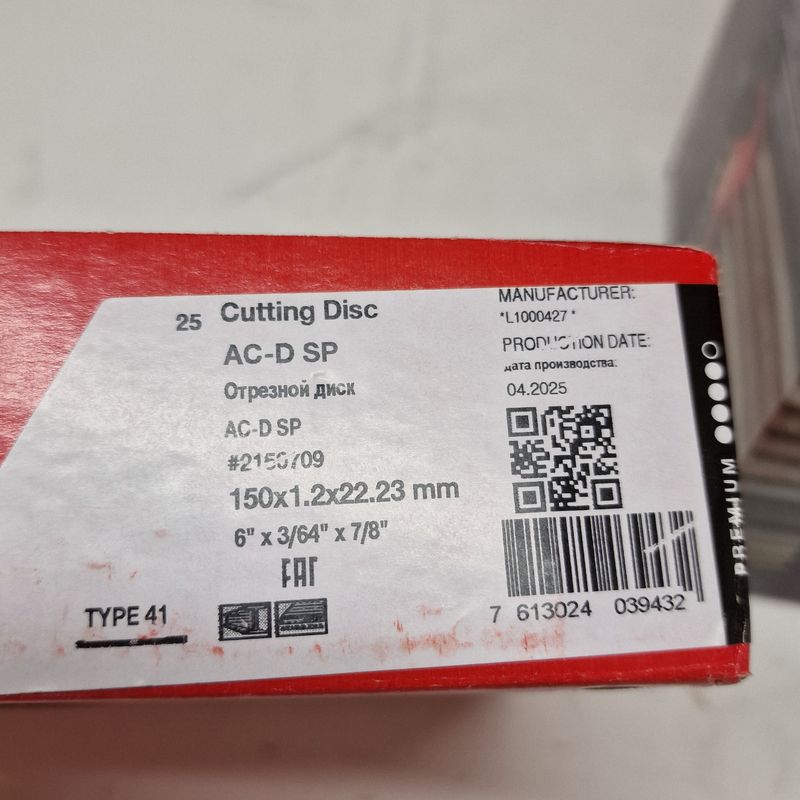 25 Cutting Disc
AC-D SP
Отрезной диск
AC-D SP
150x1.2x22.23 mm
6" x 3/64" x 7/8"
EAC
TYPE 41
MANUFACTURER:
*L1000427 *
PRODUCTION DATE:
дата производства:
04.2025
7 613024 039432
PREMIUM